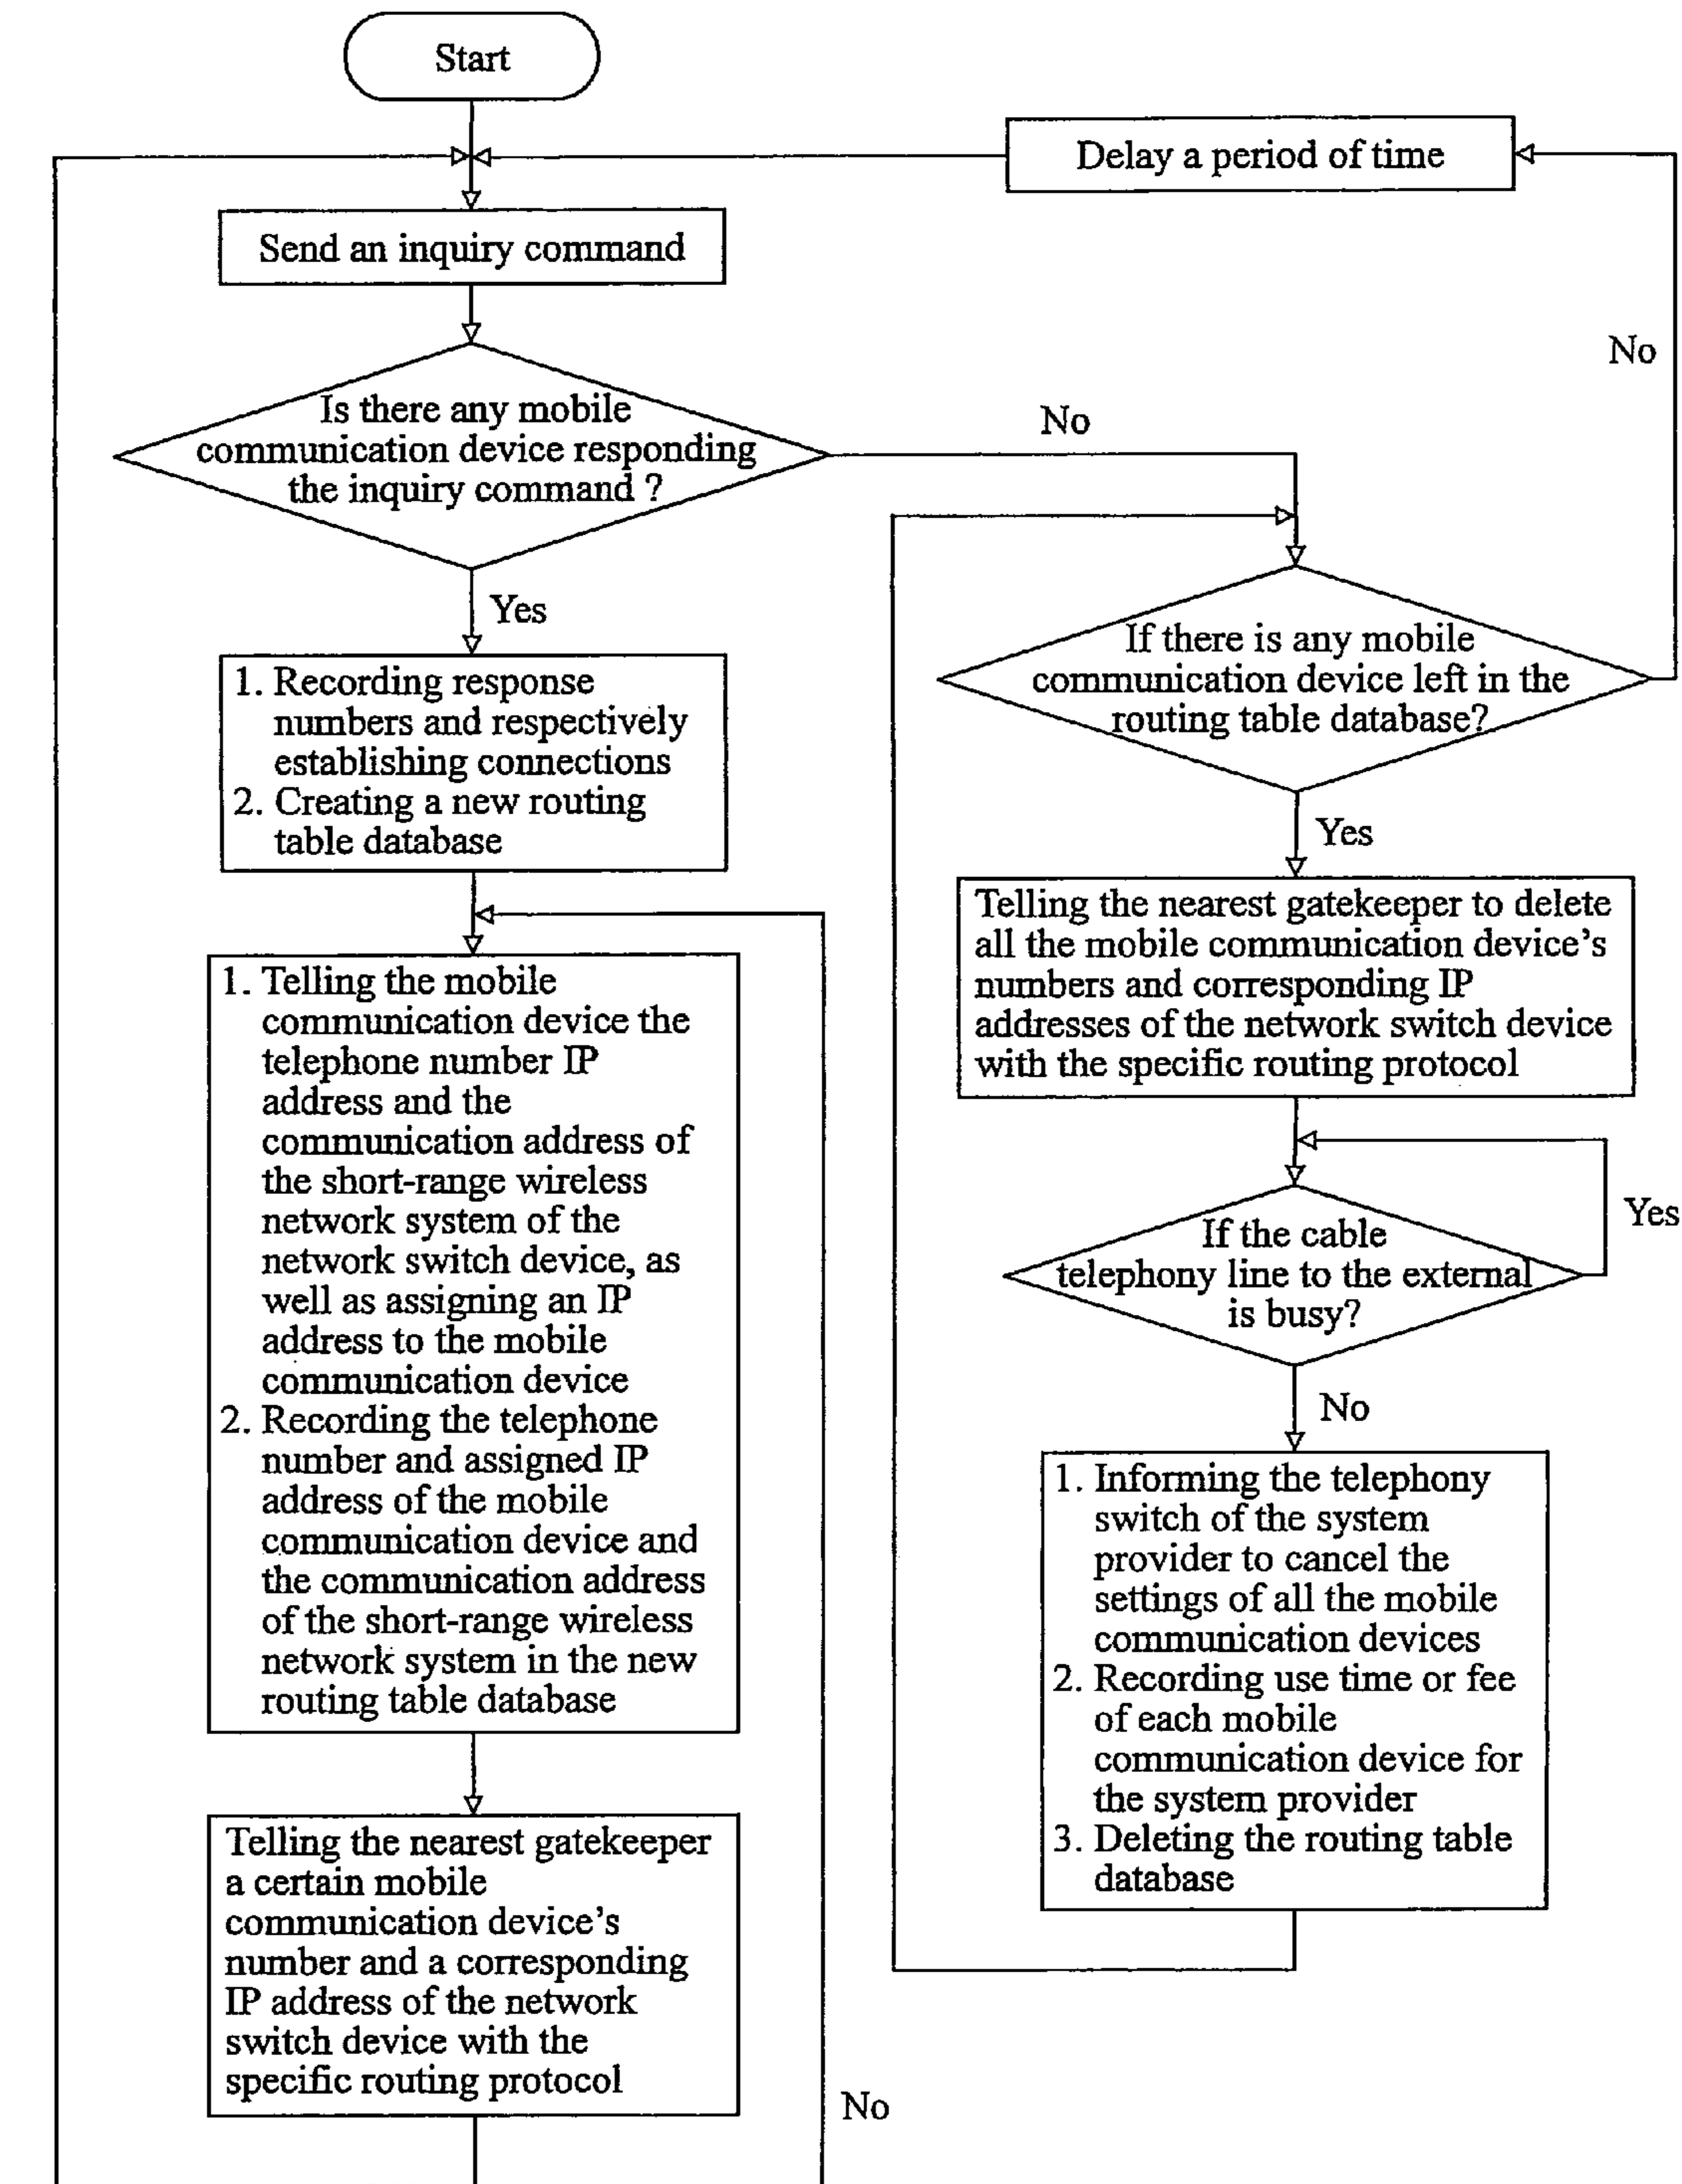 Start
Delay a period of time
Send an inquiry command
No
Is there any mobile
communication device responding
the inquiry command ?
No
Yes
If there is any mobile
communication device left in the
routing table database?
1. Recording response
numbers and respectively
establishing connections
2. Creating a new routing
table database
Yes
Telling the nearest gatekeeper to delete
all the mobile communication device's
numbers and corresponding IP
addresses of the network switch device
with the specific routing protocol
1. Telling the mobile
communication device the
telephone number IP
address and the
communication address of
the short-range wireless
network system of the
network switch device, as
well as assigning an IP
address to the mobile
communication device
2. Recording the telephone
number and assigned IP
address of the mobile
communication device and
the communication address
of the short-range wireless
network system in the new
routing table database
Yes
If the cable
telephony line to the external
is busy?
No
1. Informing the telephony
switch of the system
provider to cancel the
settings of all the mobile
communication devices
2. Recording use time or fee
of each mobile
communication device for
the system provider
3. Deleting the routing table
database
Telling the nearest gatekeeper
a certain mobile
communication device's
number and a corresponding
IP address of the network
switch device with the
specific routing protocol
No